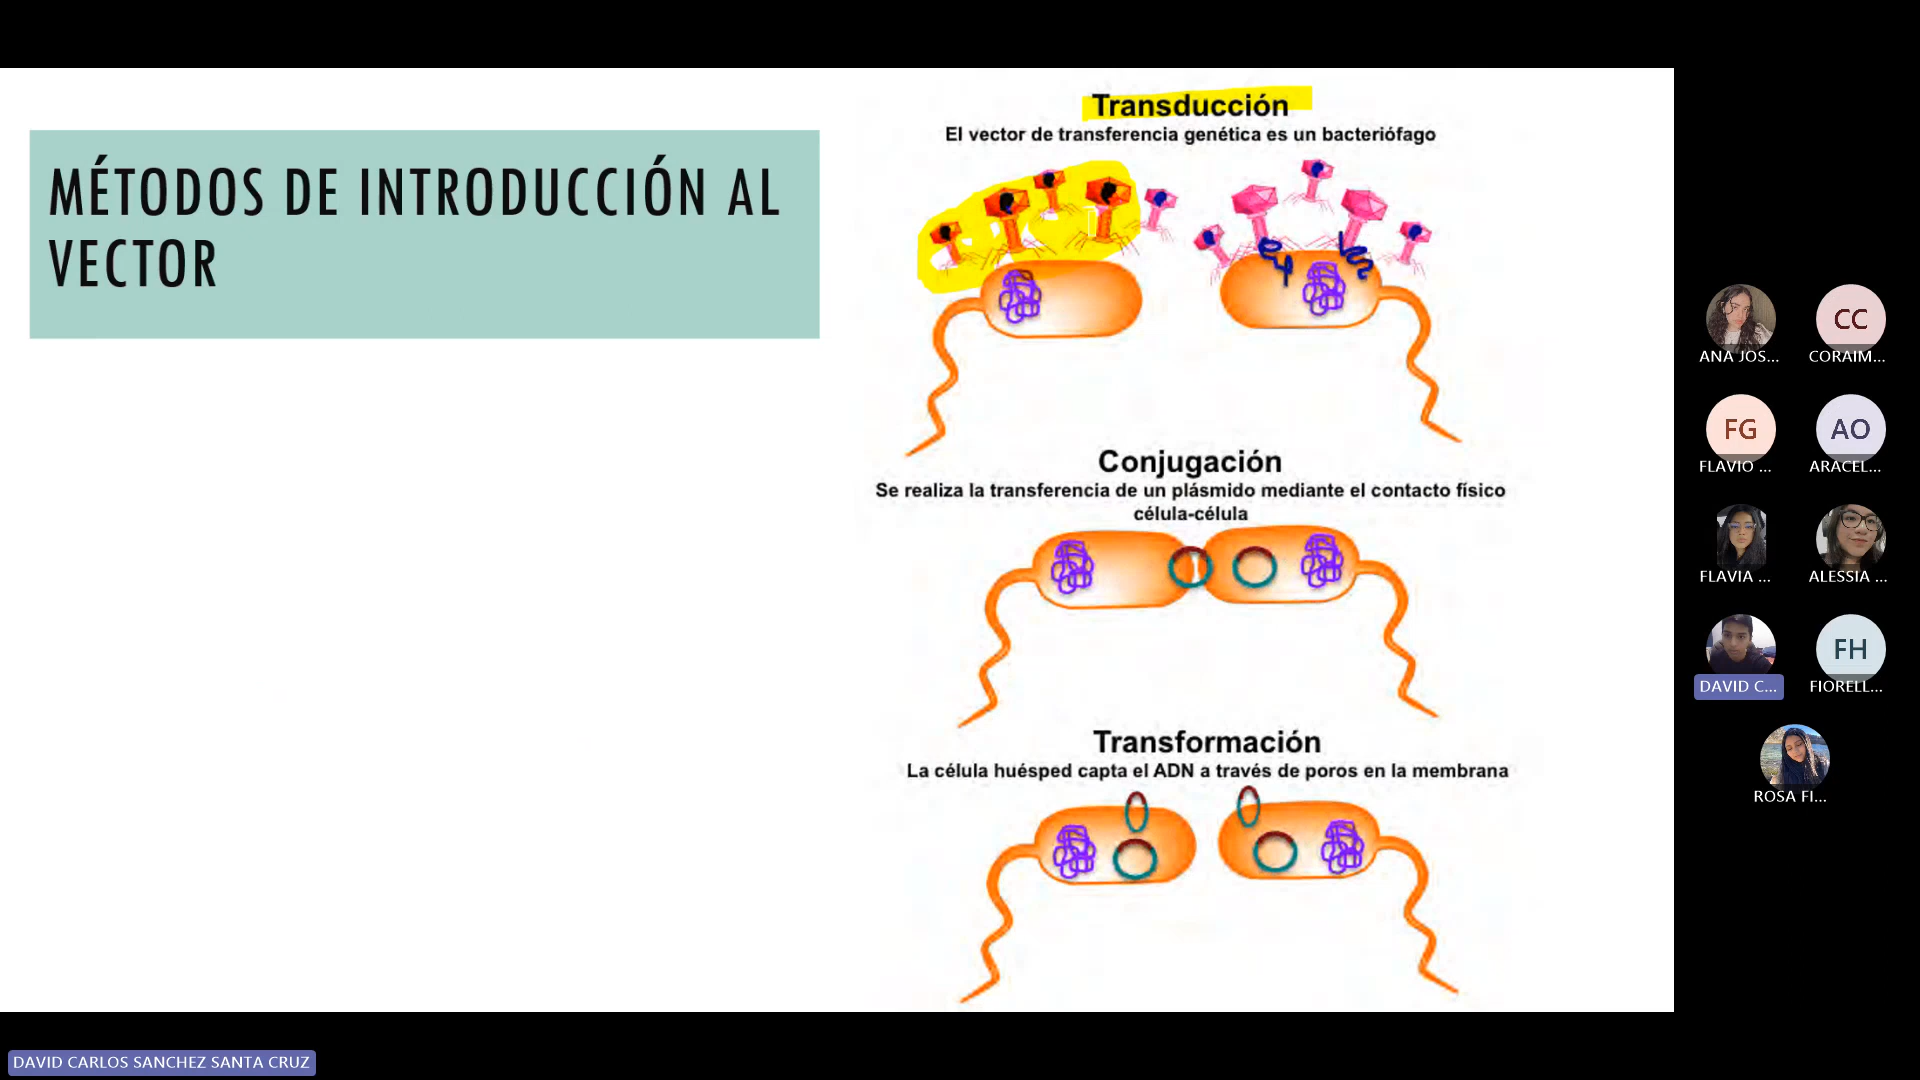 MÉTODOS DE INTRODUCCIÓN AL
VECTOR
Transducción
El vector de transferencia genética es un bacteriófago
Conjugación
Se realiza la transferencia de un plásmido mediante el contacto físico
célula-célula
Transformación
La célula huésped capta el ADN a través de poros en la membrana
CC
ANA JOS...
CORAIM...
FG
AO
FLAVIO ...
ARACEL...
FLAVIA ...
ALESSIA ...
FH
DAVID C...
FIORELL...
ROSA FI...
DAVID CARLOS SANCHEZ SANTA CRUZ